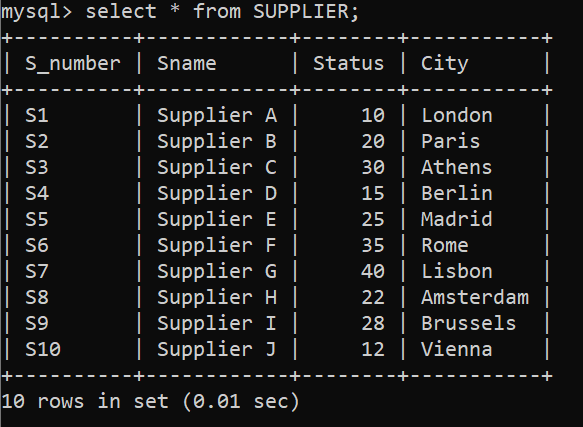 mysql> select * from SUPPLIER;
+----------+------------+--------+-----------+
| S_number | Sname      | Status | City      |
+----------+------------+--------+-----------+
| S1       | Supplier A |     10 | London    |
| S2       | Supplier B |     20 | Paris     |
| S3       | Supplier C |     30 | Athens    |
| S4       | Supplier D |     15 | Berlin    |
| S5       | Supplier E |     25 | Madrid    |
| S6       | Supplier F |     35 | Rome      |
| S7       | Supplier G |     40 | Lisbon    |
| S8       | Supplier H |     22 | Amsterdam |
| S9       | Supplier I |     28 | Brussels  |
| S10      | Supplier J |     12 | Vienna    |
+----------+------------+--------+-----------+
10 rows in set (0.01 sec)